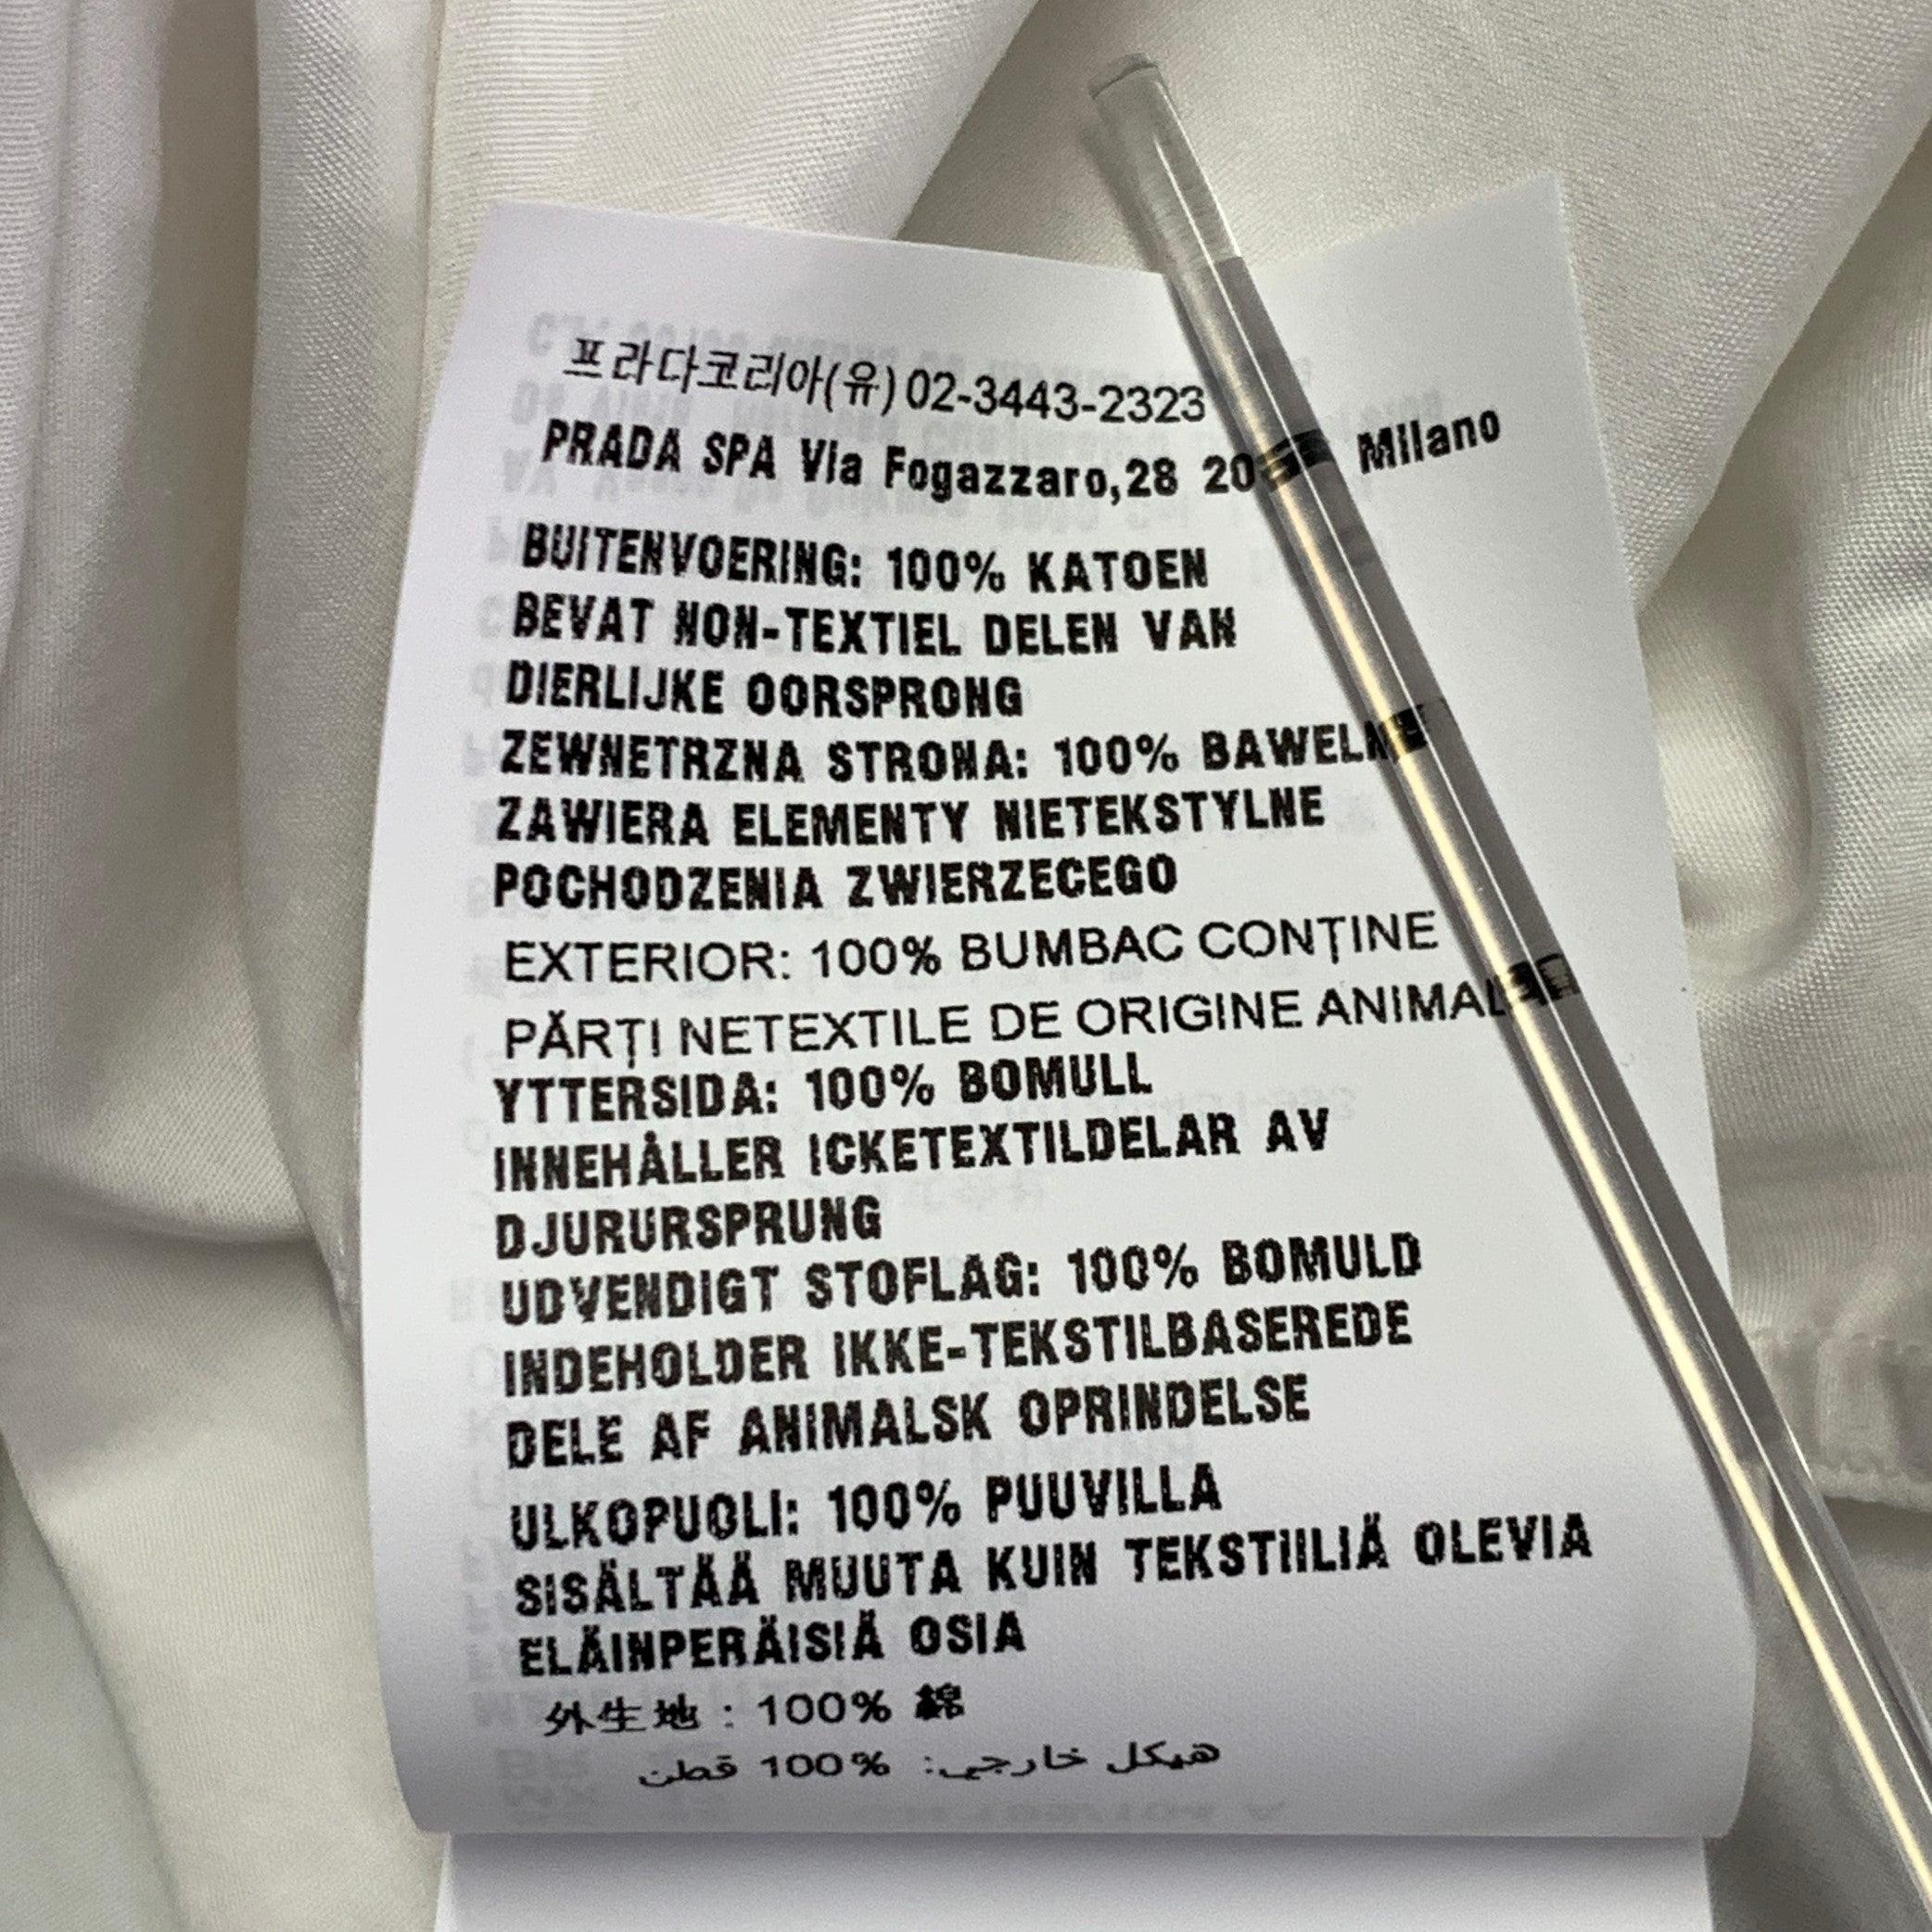 프라다코리아(유)02-3443-2323
PRADA SPA Via Fogazzaro,28 Milano
BUITENVOERING: 100% KATOEN
BEVAT NON-TEXTIEL DELEN VAN
DIERLIJKE OORSPRONG
ZEWNETRZNA STRONA: 100%
ZAWIERA ELEMENTY NIETEKSTYLNE
POCHODZENIA ZWIERZECEGO
EXTERIOR: 100% BUMBAC CONȚINE
PĂRȚI NETEXTILE DE ORIGINE
YTTERSIDA: 100% BOMULL
INNEHÅLLER ICKETEXTILDELAR AV
DJURURSPRUNG
UDVENDIGT STOFLAG: 100% BOMULD
INDEHOLDER IKKE-TEKSTILBASEREDE
DELE AF ANIMALSK OPRINDELSE
ULKOPUOLI: 100% PUUVILLA
SISÄLTÄÄ MUUTA KUIN TEKSTIILIÄ OLEVIA
ELÄINPERÄISIÄ OSIA
外生地 : 100% 綿
هيكل خارجي: 100% قطن